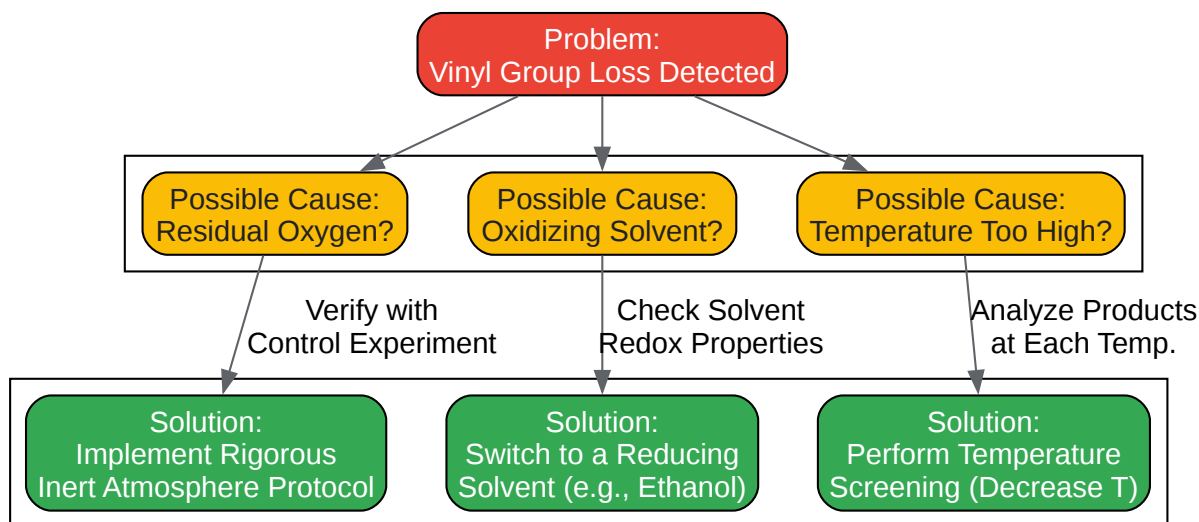 Problem:
Vinyl Group Loss Detected
Possible Cause:
Residual Oxygen?
Possible Cause:
Oxidizing Solvent?
Possible Cause:
Temperature Too High?
Verify with
Control Experiment
Check Solvent
Redox Properties
Analyze Products
at Each Temp.
Solution:
Implement Rigorous
Inert Atmosphere Protocol
Solution:
Switch to a Reducing
Solvent (e.g., Ethanol)
Solution:
Perform Temperature
Screening (Decrease T)